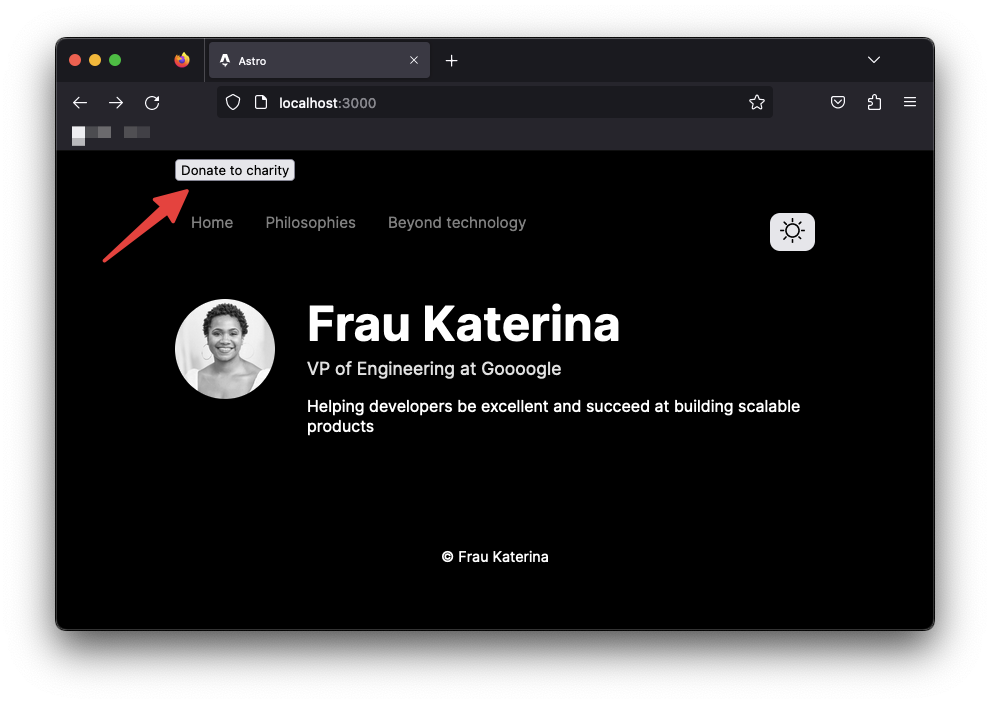 Astro
localhost:3000
Donate to charity
Home Philosophies Beyond technology
Frau Katerina
VP of Engineering at Goooogle
Helping developers be excellent and succeed at building scalable
products
© Frau Katerina